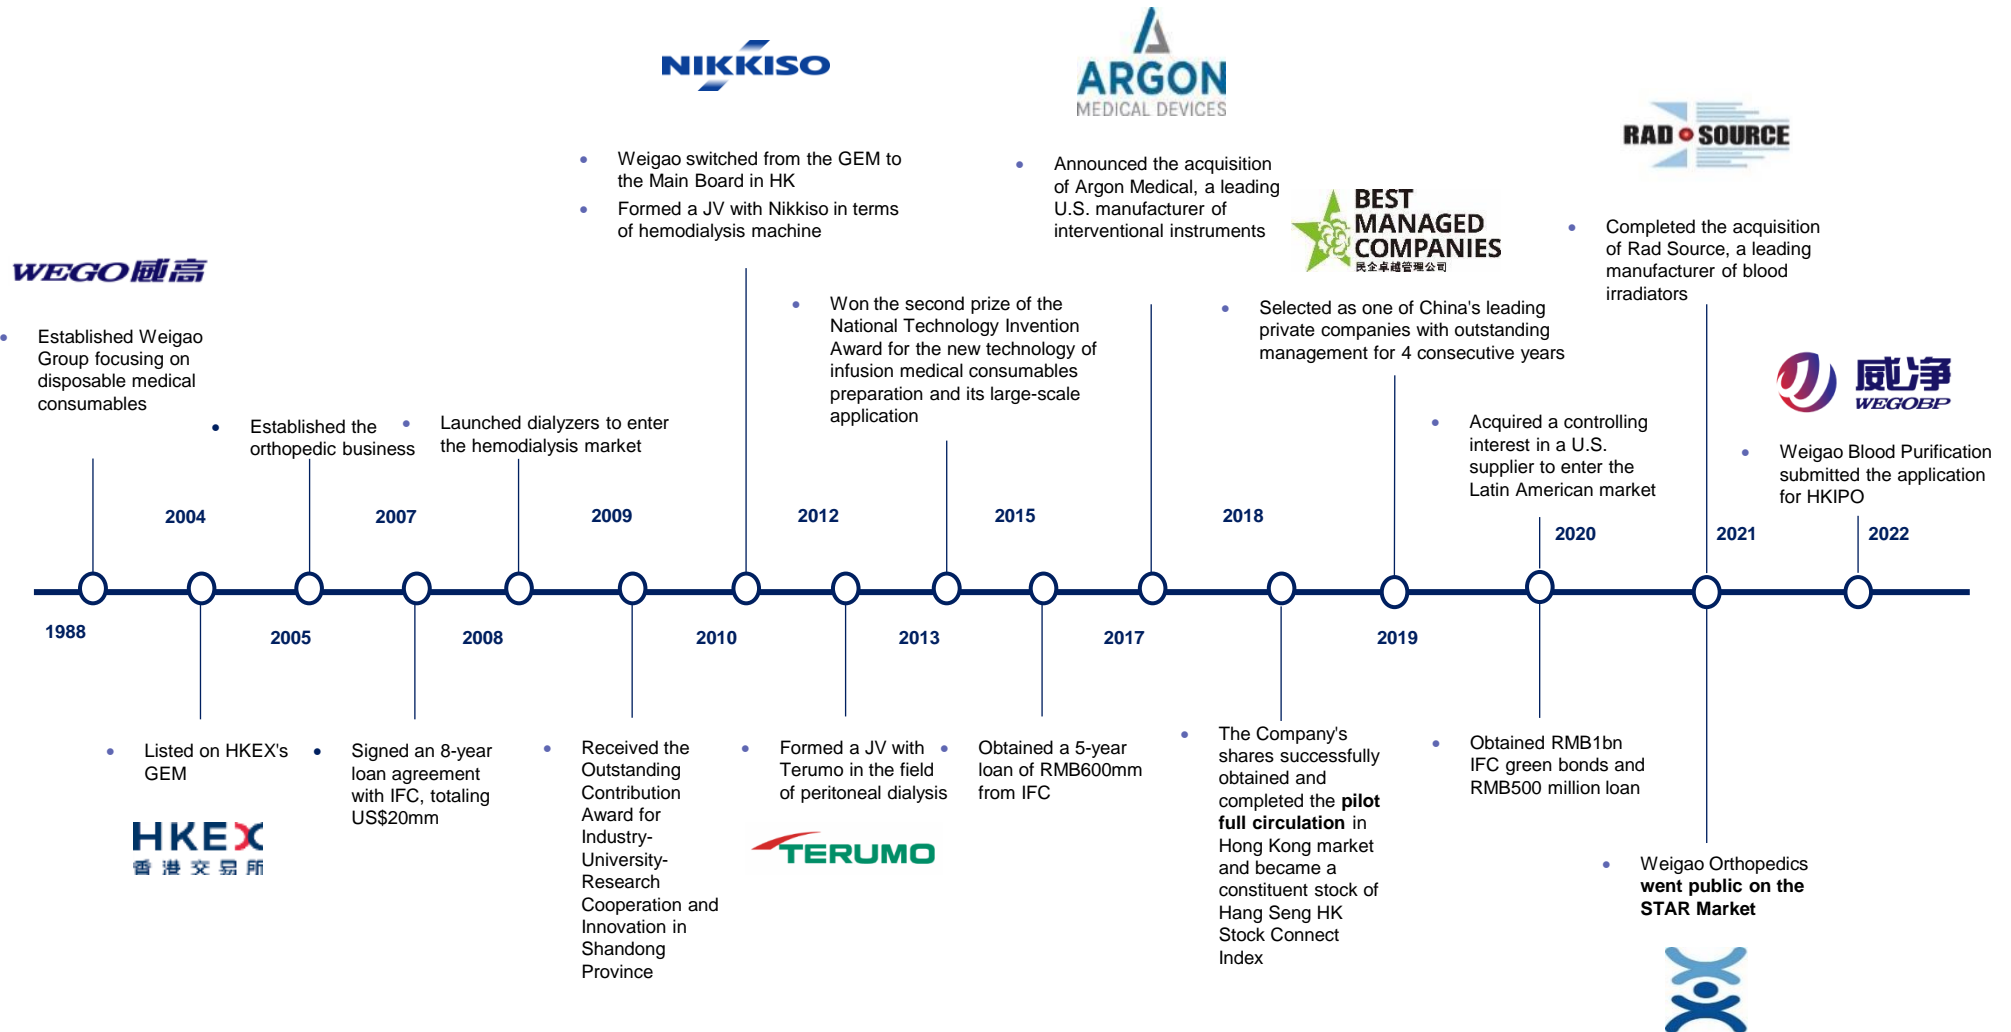 NIKKISO
ARGON
MEDICAL DEVICES
RAD SOURCE
Weigao switched from the GEM to
the Main Board in HK
Formed a JV with Nikkiso in terms
of hemodialysis machine
Announced the acquisition
of Argon Medical, a leading
U.S. manufacturer of
interventional instruments
BEST
MANAGED
COMPANIES
民企卓越管理公司
Completed the acquisition
of Rad Source, a leading
manufacturer of blood
irradiators
WEGO威高
Established Weigao
Group focusing on
disposable medical
consumables
Established the
orthopedic business
Launched dialyzers to enter
the hemodialysis market
Won the second prize of the
National Technology Invention
Award for the new technology of
infusion medical consumables
preparation and its large-scale
application
Selected as one of China's leading
private companies with outstanding
management for 4 consecutive years
Acquired a controlling
interest in a U.S.
supplier to enter the
Latin American market
威净
WEGOBP
Weigao Blood Purification
submitted the application
for HKIPO
2004
2007
2009
2012
2015
2018
2020
2021
2022
1988
2005
2008
2010
2013
2017
2019
Listed on HKEX's
GEM
HKEX
香港交易所
Signed an 8-year
loan agreement
with IFC, totaling
US$20mm
Received the
Outstanding
Contribution
Award for
Industry-
University-
Research
Cooperation and
Innovation in
Shandong
Province
Formed a JV with
Terumo in the field
of peritoneal dialysis
TERUMO
Obtained a 5-year
loan of RMB600mm
from IFC
The Company's
shares successfully
obtained and
completed the pilot
full circulation in
Hong Kong market
and became a
constituent stock of
Hang Seng HK
Stock Connect
Index
Obtained RMB1bn
IFC green bonds and
RMB500 million loan
Weigao Orthopedics
went public on the
STAR Market